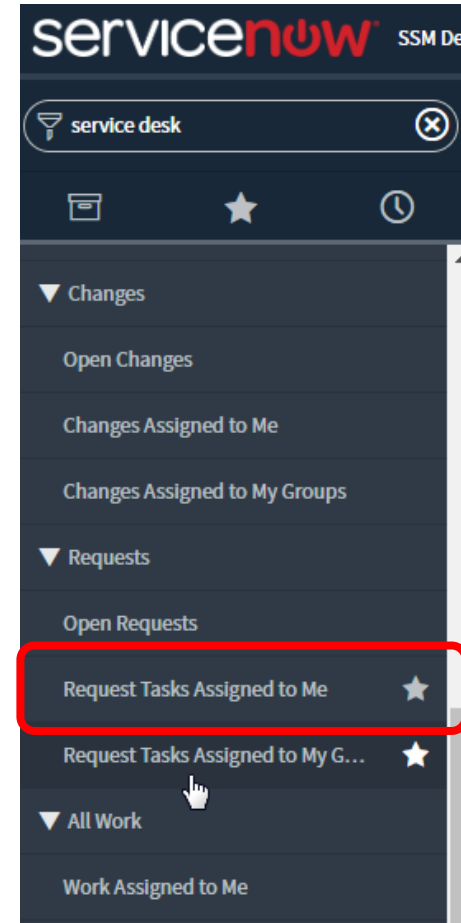 servicenow SSM De
service desk
Changes
Open Changes
Changes Assigned to Me
Changes Assigned to My Groups
Requests
Open Requests
Request Tasks Assigned to Me
Request Tasks Assigned to My G...
All Work
Work Assigned to Me